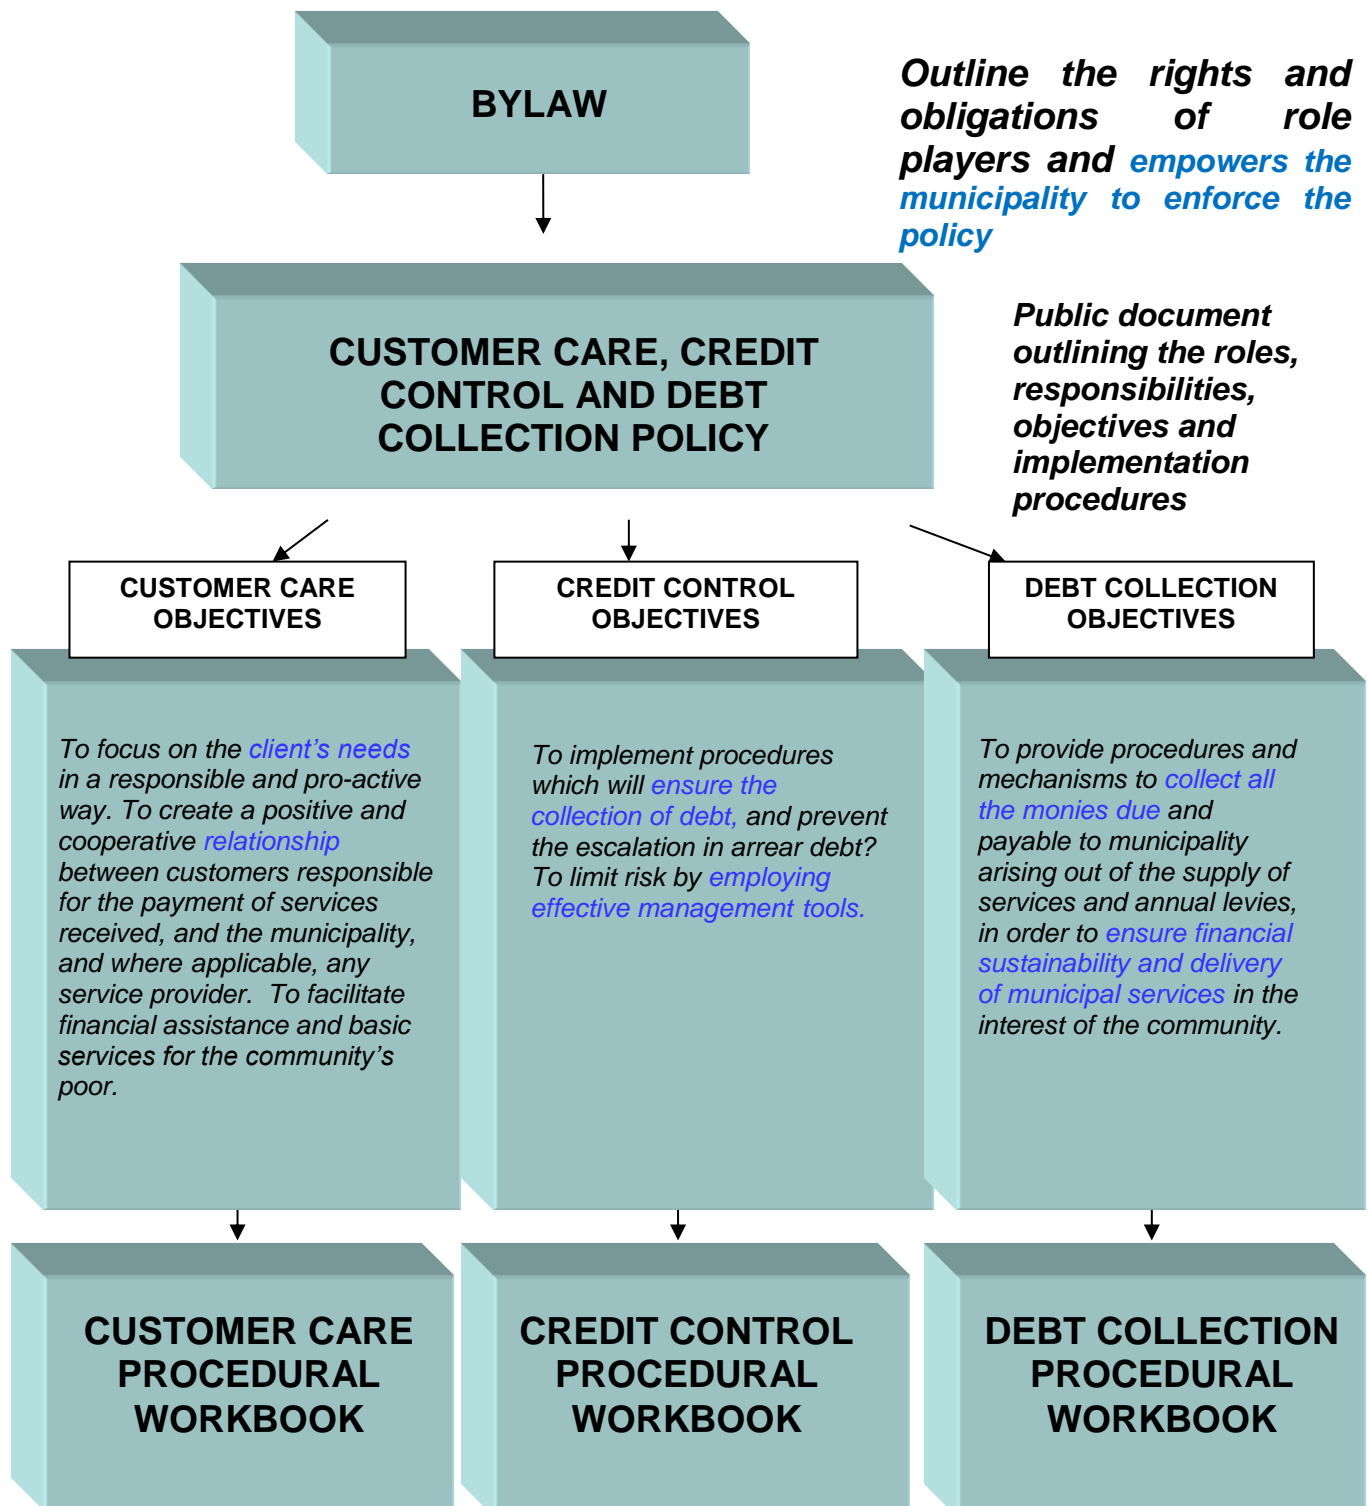 BYLAW
Outline the rights and
obligations of role
players and empowers the
municipality to enforce the
policy
CUSTOMER CARE, CREDIT
CONTROL AND DEBT
COLLECTION POLICY
Public document
outlining the roles,
responsibilities,
objectives and
implementation
procedures
CUSTOMER CARE
OBJECTIVES
To focus on the client’s needs
in a responsible and pro-active
way. To create a positive and
cooperative relationship
between customers responsible
for the payment of services
received, and the municipality,
and where applicable, any
service provider.  To facilitate
financial assistance and basic
services for the community’s
poor.
CREDIT CONTROL
OBJECTIVES
To implement procedures
which will ensure the
collection of debt, and prevent
the escalation in arrear debt?
To limit risk by employing
effective management tools.
DEBT COLLECTION
OBJECTIVES
To provide procedures and
mechanisms to collect all
the monies due and
payable to municipality
arising out of the supply of
services and annual levies,
in order to ensure financial
sustainability and delivery
of municipal services in the
interest of the community.
CUSTOMER CARE
PROCEDURAL
WORKBOOK
CREDIT CONTROL
PROCEDURAL
WORKBOOK
DEBT COLLECTION
PROCEDURAL
WORKBOOK